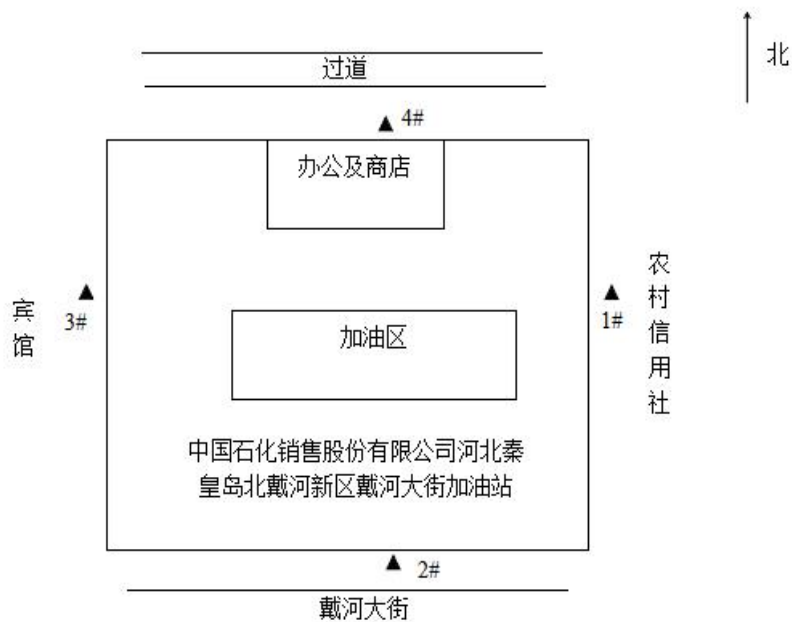 北
过道
▲ 4#
办公及商店
农村信用社
▲
1#
宾馆
▲
3#
加油区
中国石化销售股份有限公司河北秦
皇岛北戴河新区戴河大街加油站
▲ 2#
戴河大街